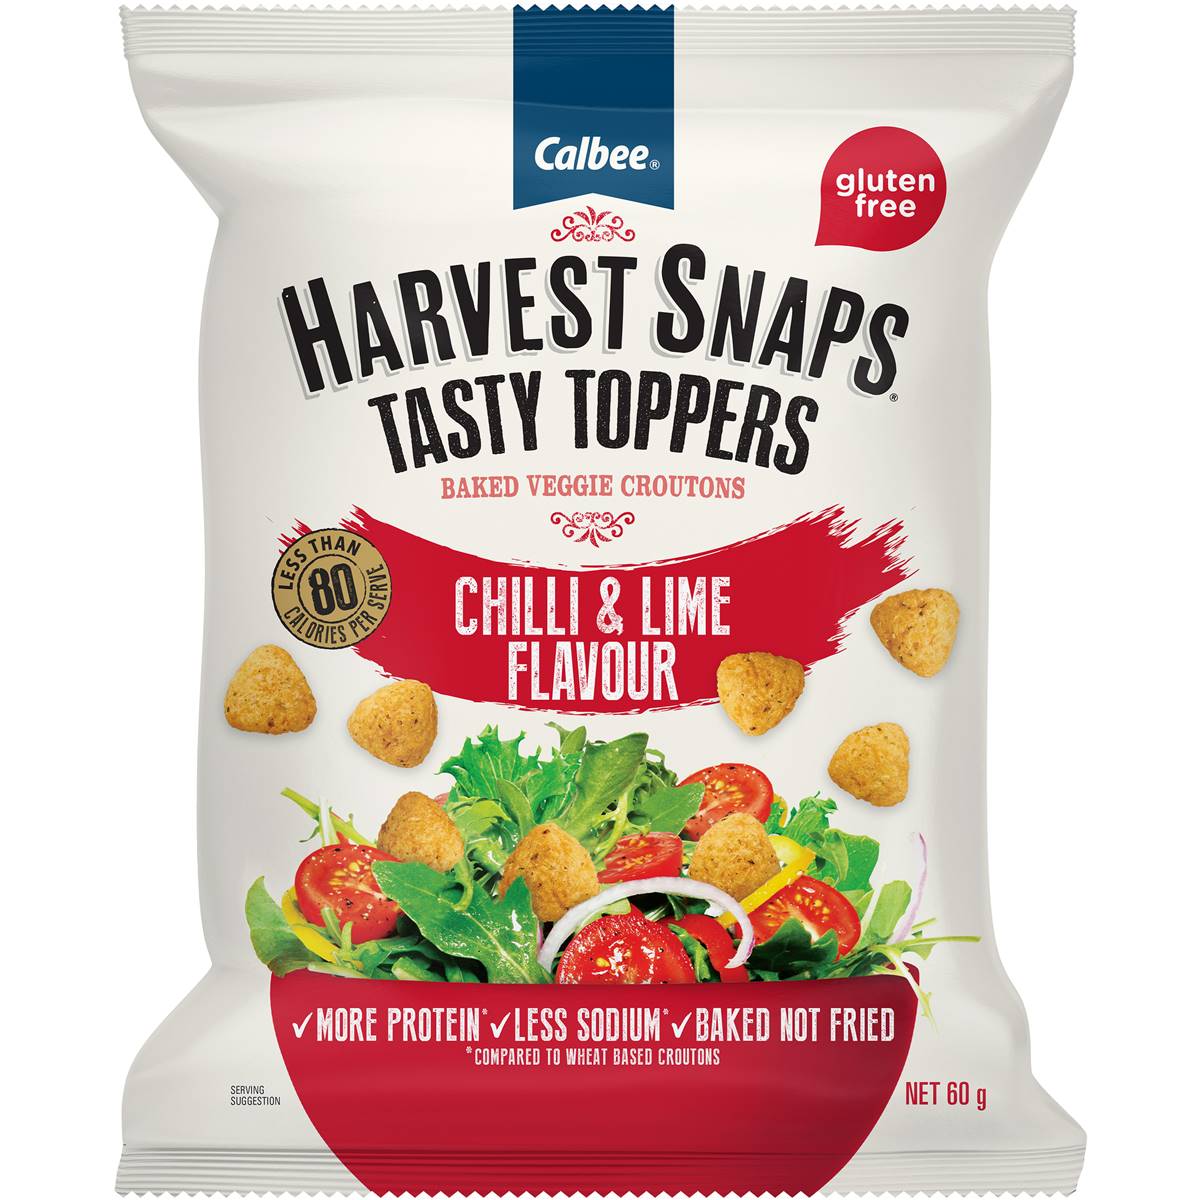 Calbee®
gluten
free
HARVEST SNAPS®
TASTY TOPPERS
BAKED VEGGIE CROUTONS
LESS THAN
80
CALORIES PER SERVE
CHILLI & LIME
FLAVOUR
✓MORE PROTEIN* ✓LESS SODIUM* ✓BAKED NOT FRIED
*COMPARED TO WHEAT BASED CROUTONS
SERVING
SUGGESTION
NET 60 g